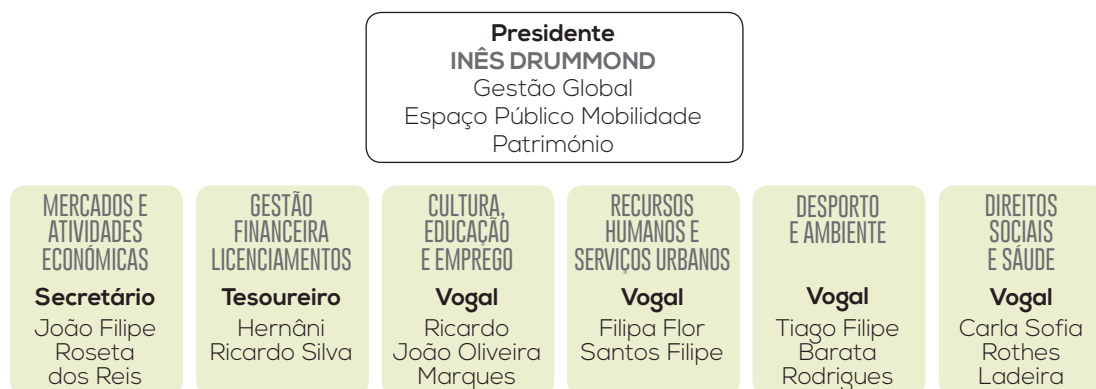 Presidente
INÊS DRUMMOND
Gestão Global
Espaço Público Mobilidade
Património
MERCADOS E
ATIVIDADES
ECONÓMICAS
Secretário
João Filipe
Roseta
dos Reis
GESTÃO
FINANCEIRA
LICENCIAMENTOS
Tesoureiro
Hernâni
Ricardo Silva
CULTURA,
EDUCAÇÃO
E EMPREGO
Vogal
Ricardo
João Oliveira
Marques
RECURSOS
HUMANOS E
SERVIÇOS URBANOS
Vogal
Filipa Flor
Santos Filipe
DESPORTO
E AMBIENTE
Vogal
Tiago Filipe
Barata
Rodrigues
DIREITOS
SOCIAIS
E SÁUDE
Vogal
Carla Sofia
Rothes
Ladeira